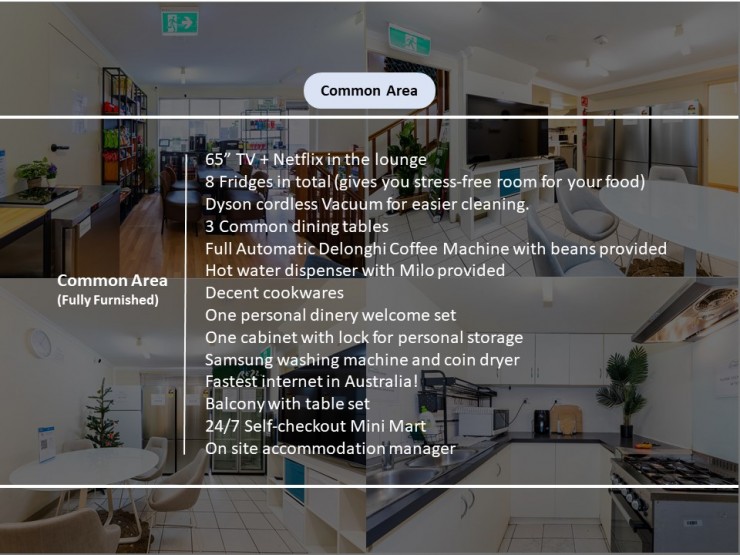 Common Area
65” TV + Netflix in the lounge
8 Fridges in total (gives you stress-free room for your food)
Dyson cordless Vacuum for easier cleaning.
3 Common dining tables
Full Automatic Delonghi Coffee Machine with beans provided
Hot water dispenser with Milo provided
Common Area
(Fully Furnished)
Decent cookwares
One personal dinery welcome set
One cabinet with lock for personal storage
Samsung washing machine and coin dryer
Fastest internet in Australia!
Balcony with table set
24/7 Self-checkout Mini Mart
On site accommodation manager